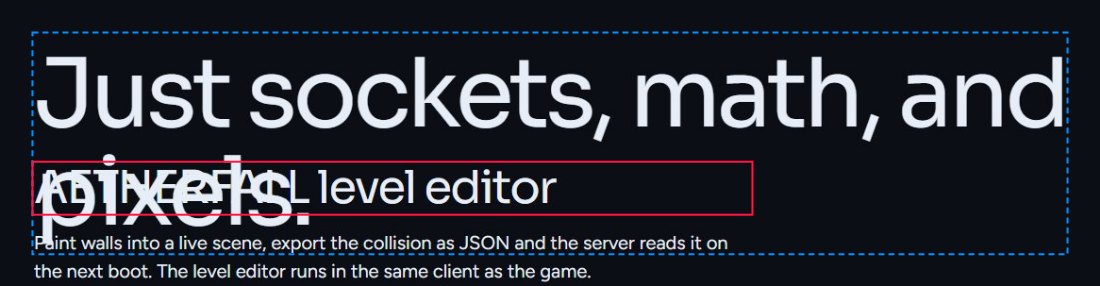 Just sockets, math, and
pixels.
AETHERFALL level editor
Paint walls into a live scene, export the collision as JSON and the server reads it on
the next boot. The level editor runs in the same client as the game.